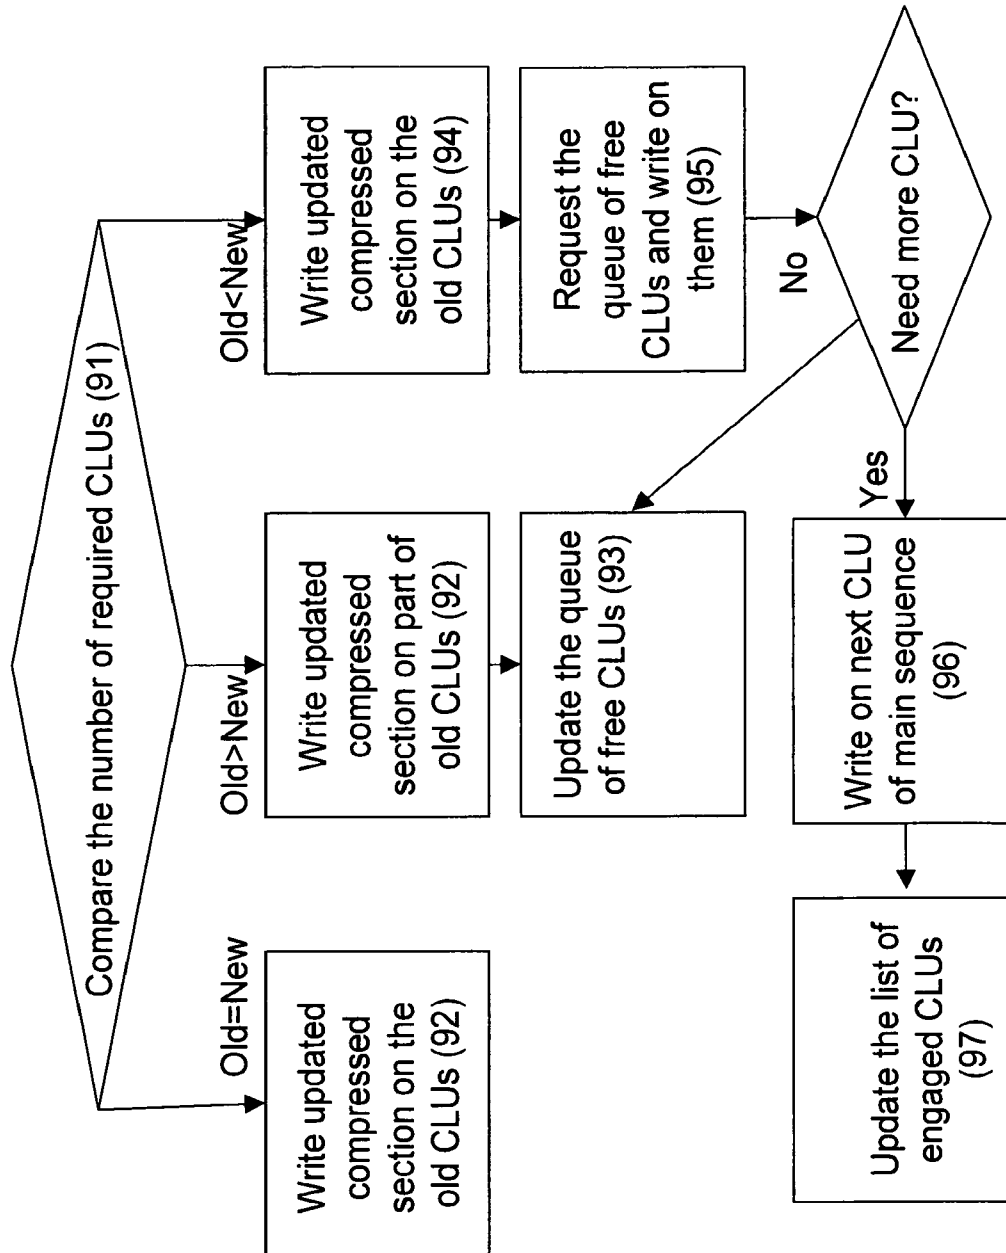 Compare the number of required CLUs (91)
Old=New
Old>New
Old<New
Write updated
compressed
section on the
old CLUs (92)
Write updated
compressed
section on part of
old CLUs (92)
Write updated
compressed
section on the
old CLUs (94)
Update the queue
of free CLUs (93)
Request the
queue of free
CLUs and write on
them (95)
No
Need more CLU?
Yes
Write on next CLU
of main sequence
(96)
Update the list of
engaged CLUs
(97)